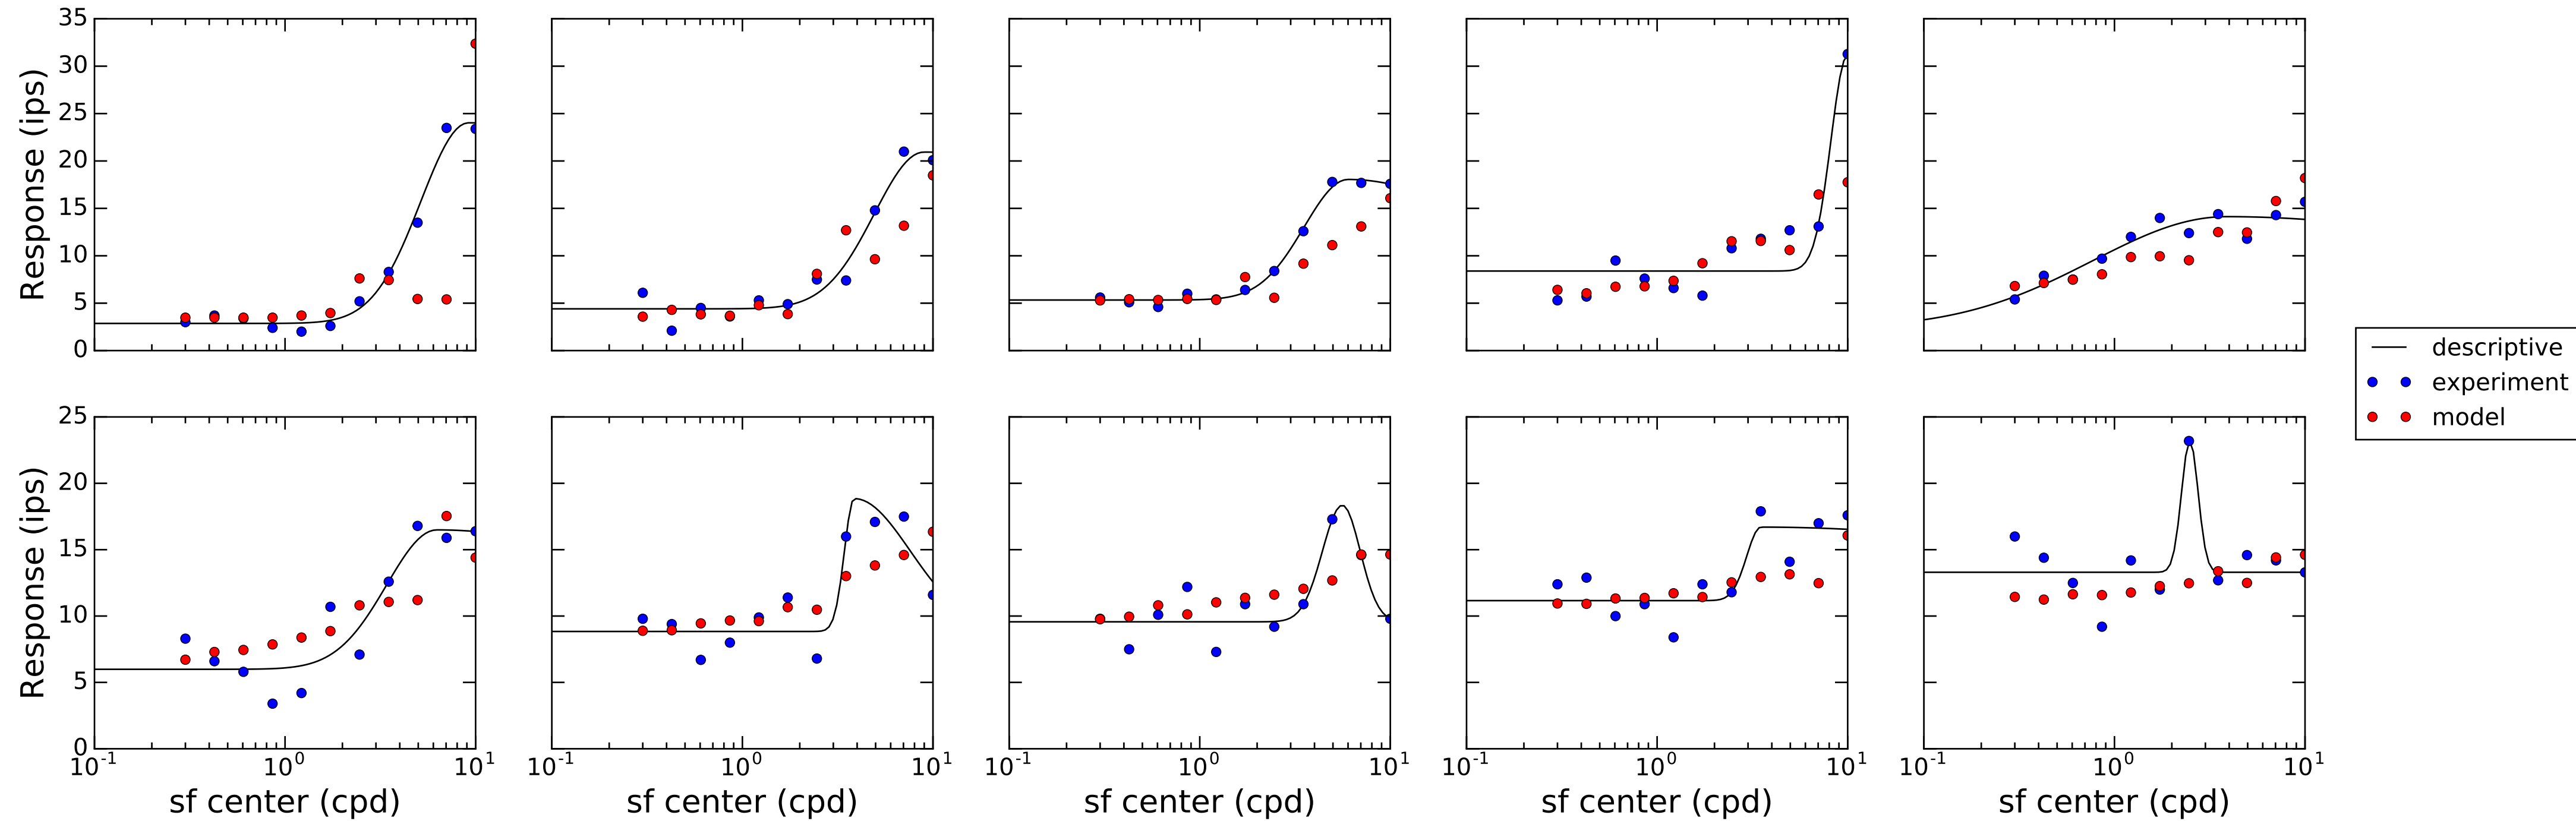 35
30
25
20
15
10
5
0
Response (ips)
descriptive
experiment
model
25
20
15
10
5
0
Response (ips)
10⁻¹ 10⁰ 10¹ 10⁻¹ 10⁰ 10¹ 10⁻¹ 10⁰ 10¹ 10⁻¹ 10⁰ 10¹ 10⁻¹ 10⁰ 10¹
sf center (cpd) sf center (cpd) sf center (cpd) sf center (cpd) sf center (cpd)